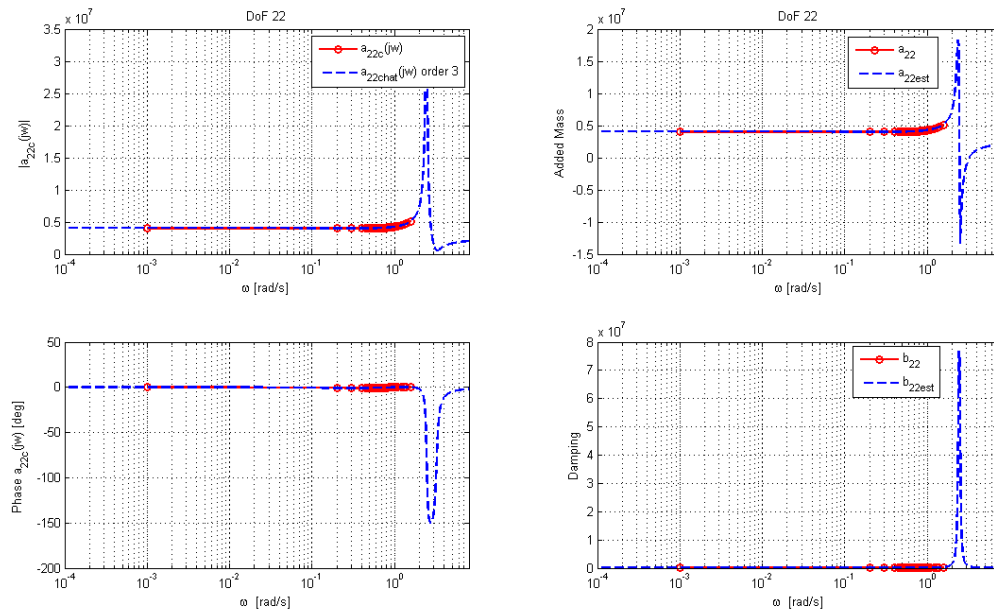 DoF 22
x 10^7
3.5
3
2.5
2
1.5
1
0.5
0
|a_22c(jw)|
a_22c(jw)
a_22chat(jw) order 3
10^-4
10^-3
10^-2
10^-1
10^0
ω [rad/s]
DoF 22
x 10^7
2
1.5
1
0.5
0
-0.5
-1
-1.5
Added Mass
a_22
a_22est
10^-4
10^-3
10^-2
10^-1
10^0
ω [rad/s]
50
0
-50
-100
-150
-200
Phase a_22c(jw) [deg]
10^-4
10^-3
10^-2
10^-1
10^0
ω [rad/s]
x 10^7
8
7
6
5
4
3
2
1
0
Damping
b_22
b_22est
10^-4
10^-3
10^-2
10^-1
10^0
ω [rad/s]